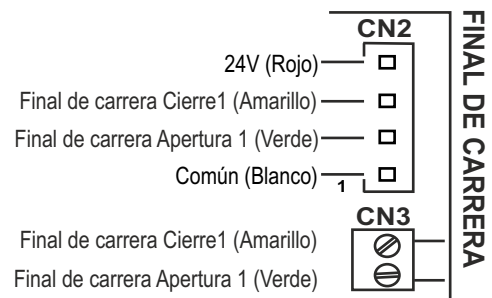 CN2
24V (Rojo)
Final de carrera Cierre1 (Amarillo)
Final de carrera Apertura 1 (Verde)
Común (Blanco)
1
CN3
Final de carrera Cierre1 (Amarillo)
Final de carrera Apertura 1 (Verde)
FINAL DE CARRERA